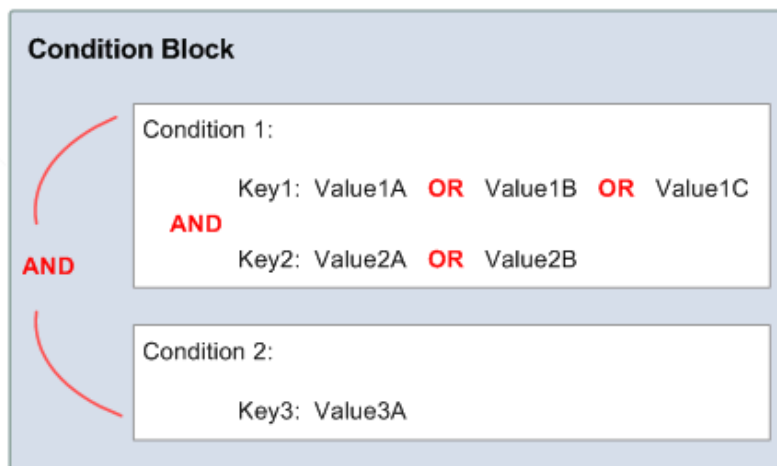 Condition Block
Condition 1:
Key1: Value1A OR Value1B OR Value1C
AND
Key2: Value2A OR Value2B
AND
Condition 2:
Key3: Value3A